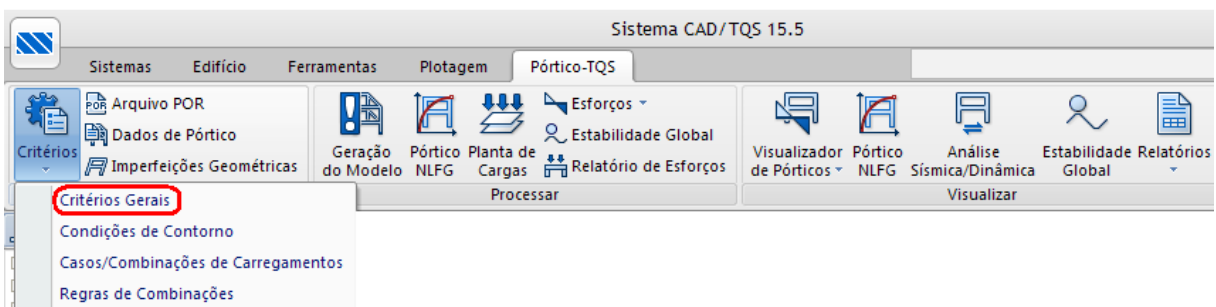 Sistema CAD/TQS 15.5
Sistemas Edifício Ferramentas Plotagem Pórtico-TQS
Critérios
POR Arquivo POR
Dados de Pórtico
Imperfeições Geométricas
Geração
do Modelo
Pórtico
NLFG
Planta de
Cargas
Esforços
Estabilidade Global
Relatório de Esforços
Visualizador
de Pórticos
Pórtico
NLFG
Análise
Sísmica/Dinâmica
Estabilidade
Global
Relatórios
Processar
Visualizar
Critérios Gerais
Condições de Contorno
Casos/Combinações de Carregamentos
Regras de Combinações